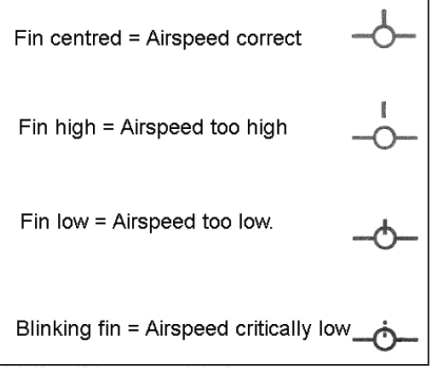 Fin centred = Airspeed correct
Fin high = Airspeed too high
Fin low = Airspeed too low.
Blinking fin = Airspeed critically low